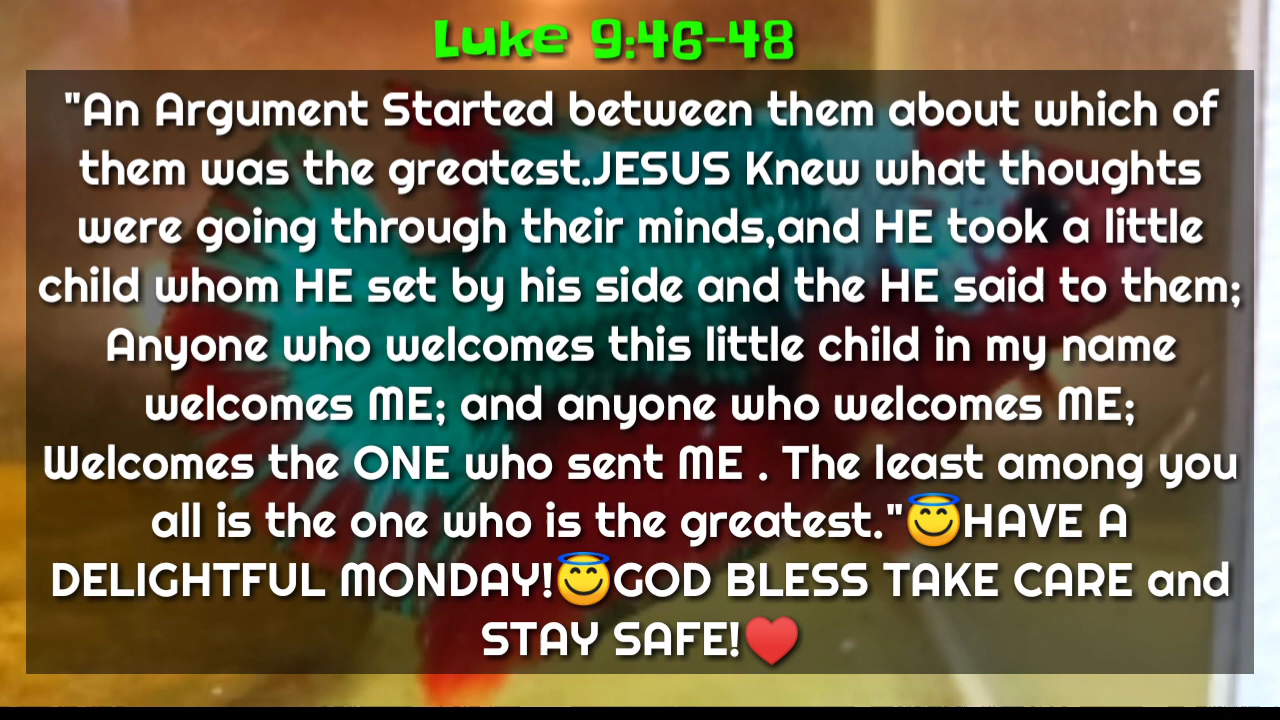 Luke 9:46-48
"An Argument Started between them about which of
them was the greatest.JESUS Knew what thoughts
were going through their minds,and HE took a little
child whom HE set by his side and the HE said to them;
Anyone who welcomes this little child in my name
welcomes ME; and anyone who welcomes ME;
Welcomes the ONE who sent ME . The least among you
all is the one who is the greatest."😇HAVE A
DELIGHTFUL MONDAY!😇GOD BLESS TAKE CARE and
STAY SAFE!♥️